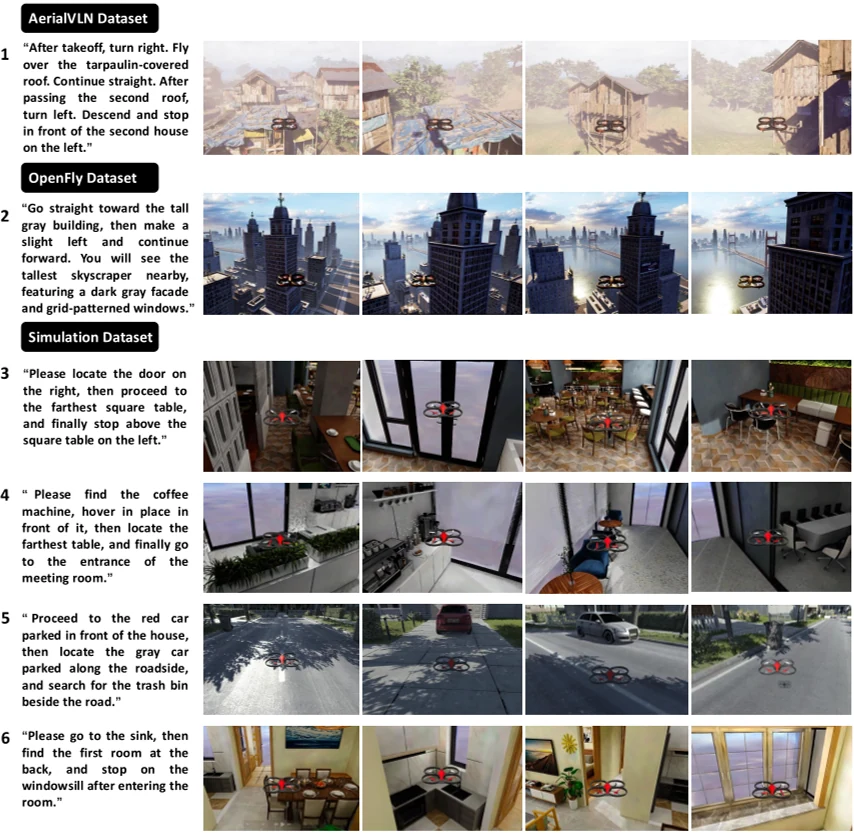 AerialVLN Dataset
1
“After takeoff, turn right. Fly
over the tarpaulin-covered
roof. Continue straight. After
passing the second roof,
turn left. Descend and stop
in front of the second house
on the left.”
OpenFly Dataset
2
“Go straight toward the tall
gray building, then make a
slight left and continue
forward. You will see the
tallest skyscraper nearby,
featuring a dark gray facade
and grid-patterned windows.”
Simulation Dataset
3
“Please locate the door on
the right, then proceed to
the farthest square table,
and finally stop above the
square table on the left.”
4
“ Please find the coffee
machine, hover in place in
front of it, then locate the
farthest table, and finally go
to the entrance of the
meeting room.”
5
“ Proceed to the red car
parked in front of the house,
then locate the gray car
parked along the roadside,
and search for the trash bin
beside the road.”
6
“Please go to the sink, then
find the first room at the
back, and stop on the
windowsill after entering the
room.”